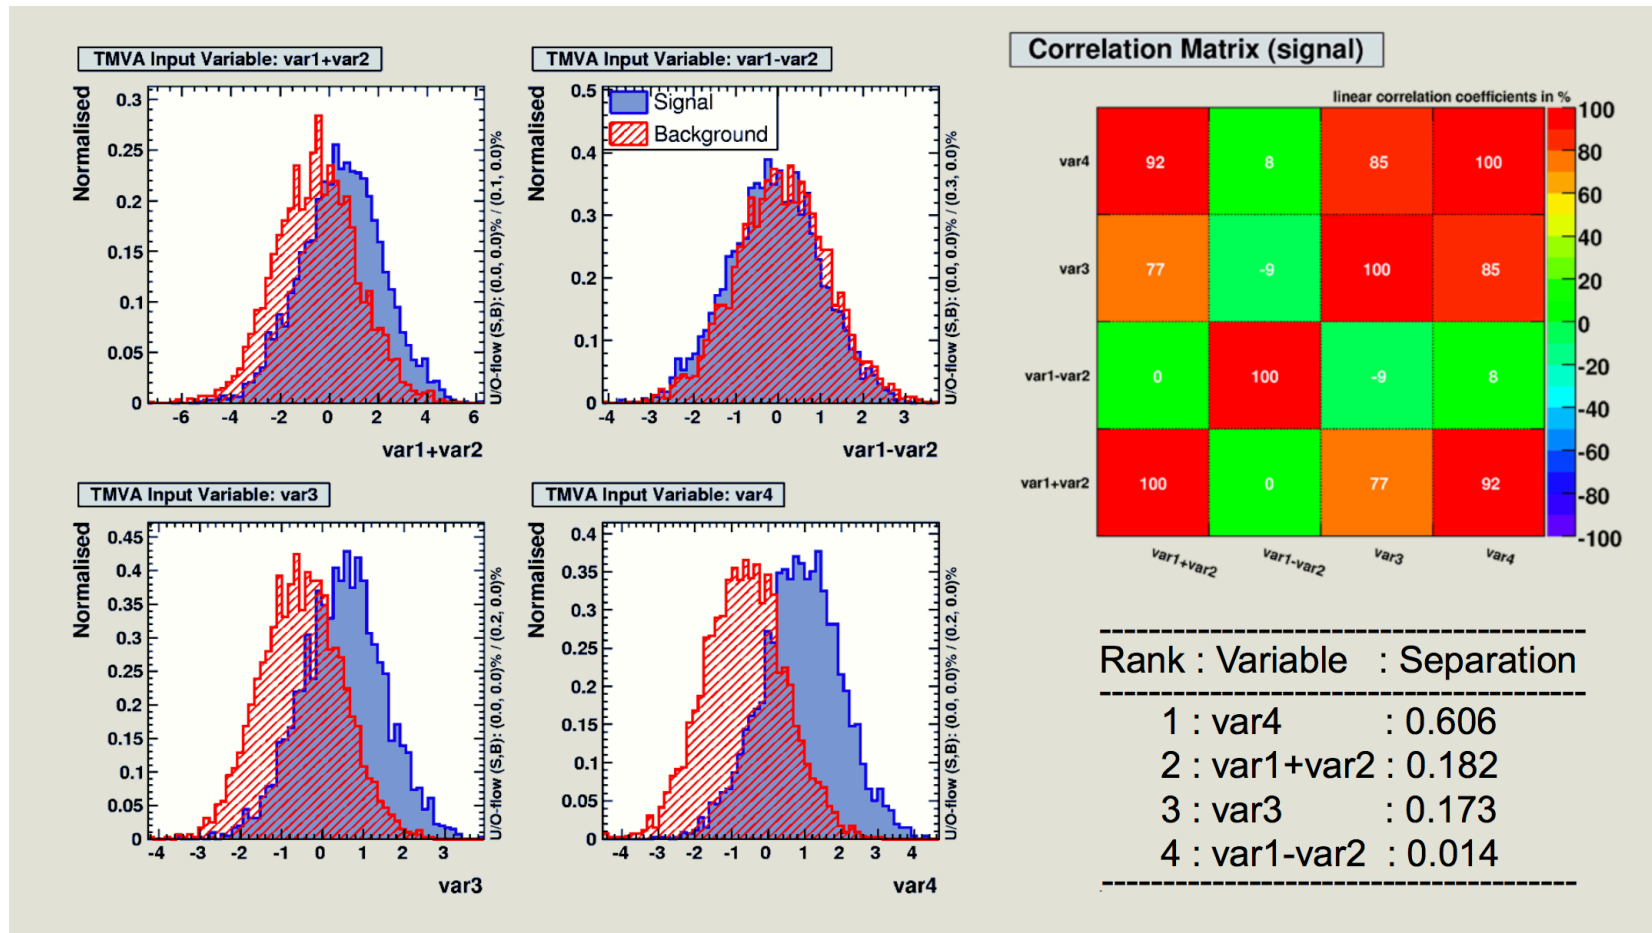 TMVA Input Variable: var1+var2
Normalised
0.3
0.25
0.2
0.15
0.1
0.05
0
-6 -4 -2 0 2 4 6
var1+var2
U/O-flow (S,B): (0.0, 0.0)% / (0.1, 0.0)%
TMVA Input Variable: var1-var2
Normalised
0.5
0.4
0.3
0.2
0.1
0
Signal
Background
-4 -3 -2 -1 0 1 2 3
var1-var2
U/O-flow (S,B): (0.0, 0.0)% / (0.3, 0.0)%
TMVA Input Variable: var3
Normalised
0.45
0.4
0.35
0.3
0.25
0.2
0.15
0.1
0.05
0
-4 -3 -2 -1 0 1 2 3
var3
U/O-flow (S,B): (0.0, 0.0)% / (0.2, 0.0)%
TMVA Input Variable: var4
Normalised
0.4
0.35
0.3
0.25
0.2
0.15
0.1
0.05
0
-4 -3 -2 -1 0 1 2 3 4
var4
U/O-flow (S,B): (0.0, 0.0)% / (0.2, 0.0)%
Correlation Matrix (signal)
linear correlation coefficients in %
var4 92 8 85 100
var3 77 -9 100 85
var1-var2 0 100 -9 8
var1+var2 100 0 77 92
var1+var2 var1-var2 var3 var4
100
80
60
40
20
0
-20
-40
-60
-80
-100
--------------------------------------
Rank : Variable : Separation
--------------------------------------
1 : var4 : 0.606
2 : var1+var2 : 0.182
3 : var3 : 0.173
4 : var1-var2 : 0.014
--------------------------------------